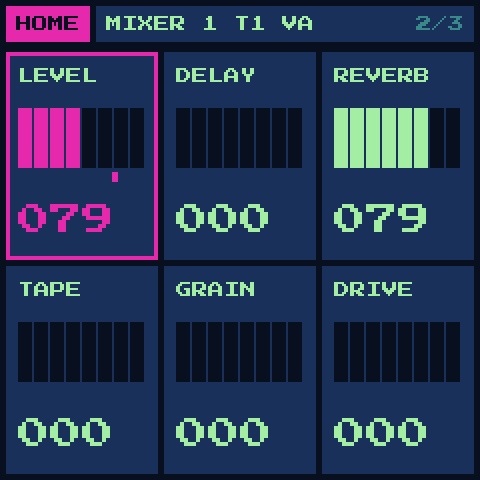 HOME MIXER 1 T1 VA 2/3
LEVEL DELAY REVERB
079 000 079
TAPE GRAIN DRIVE
000 000 000